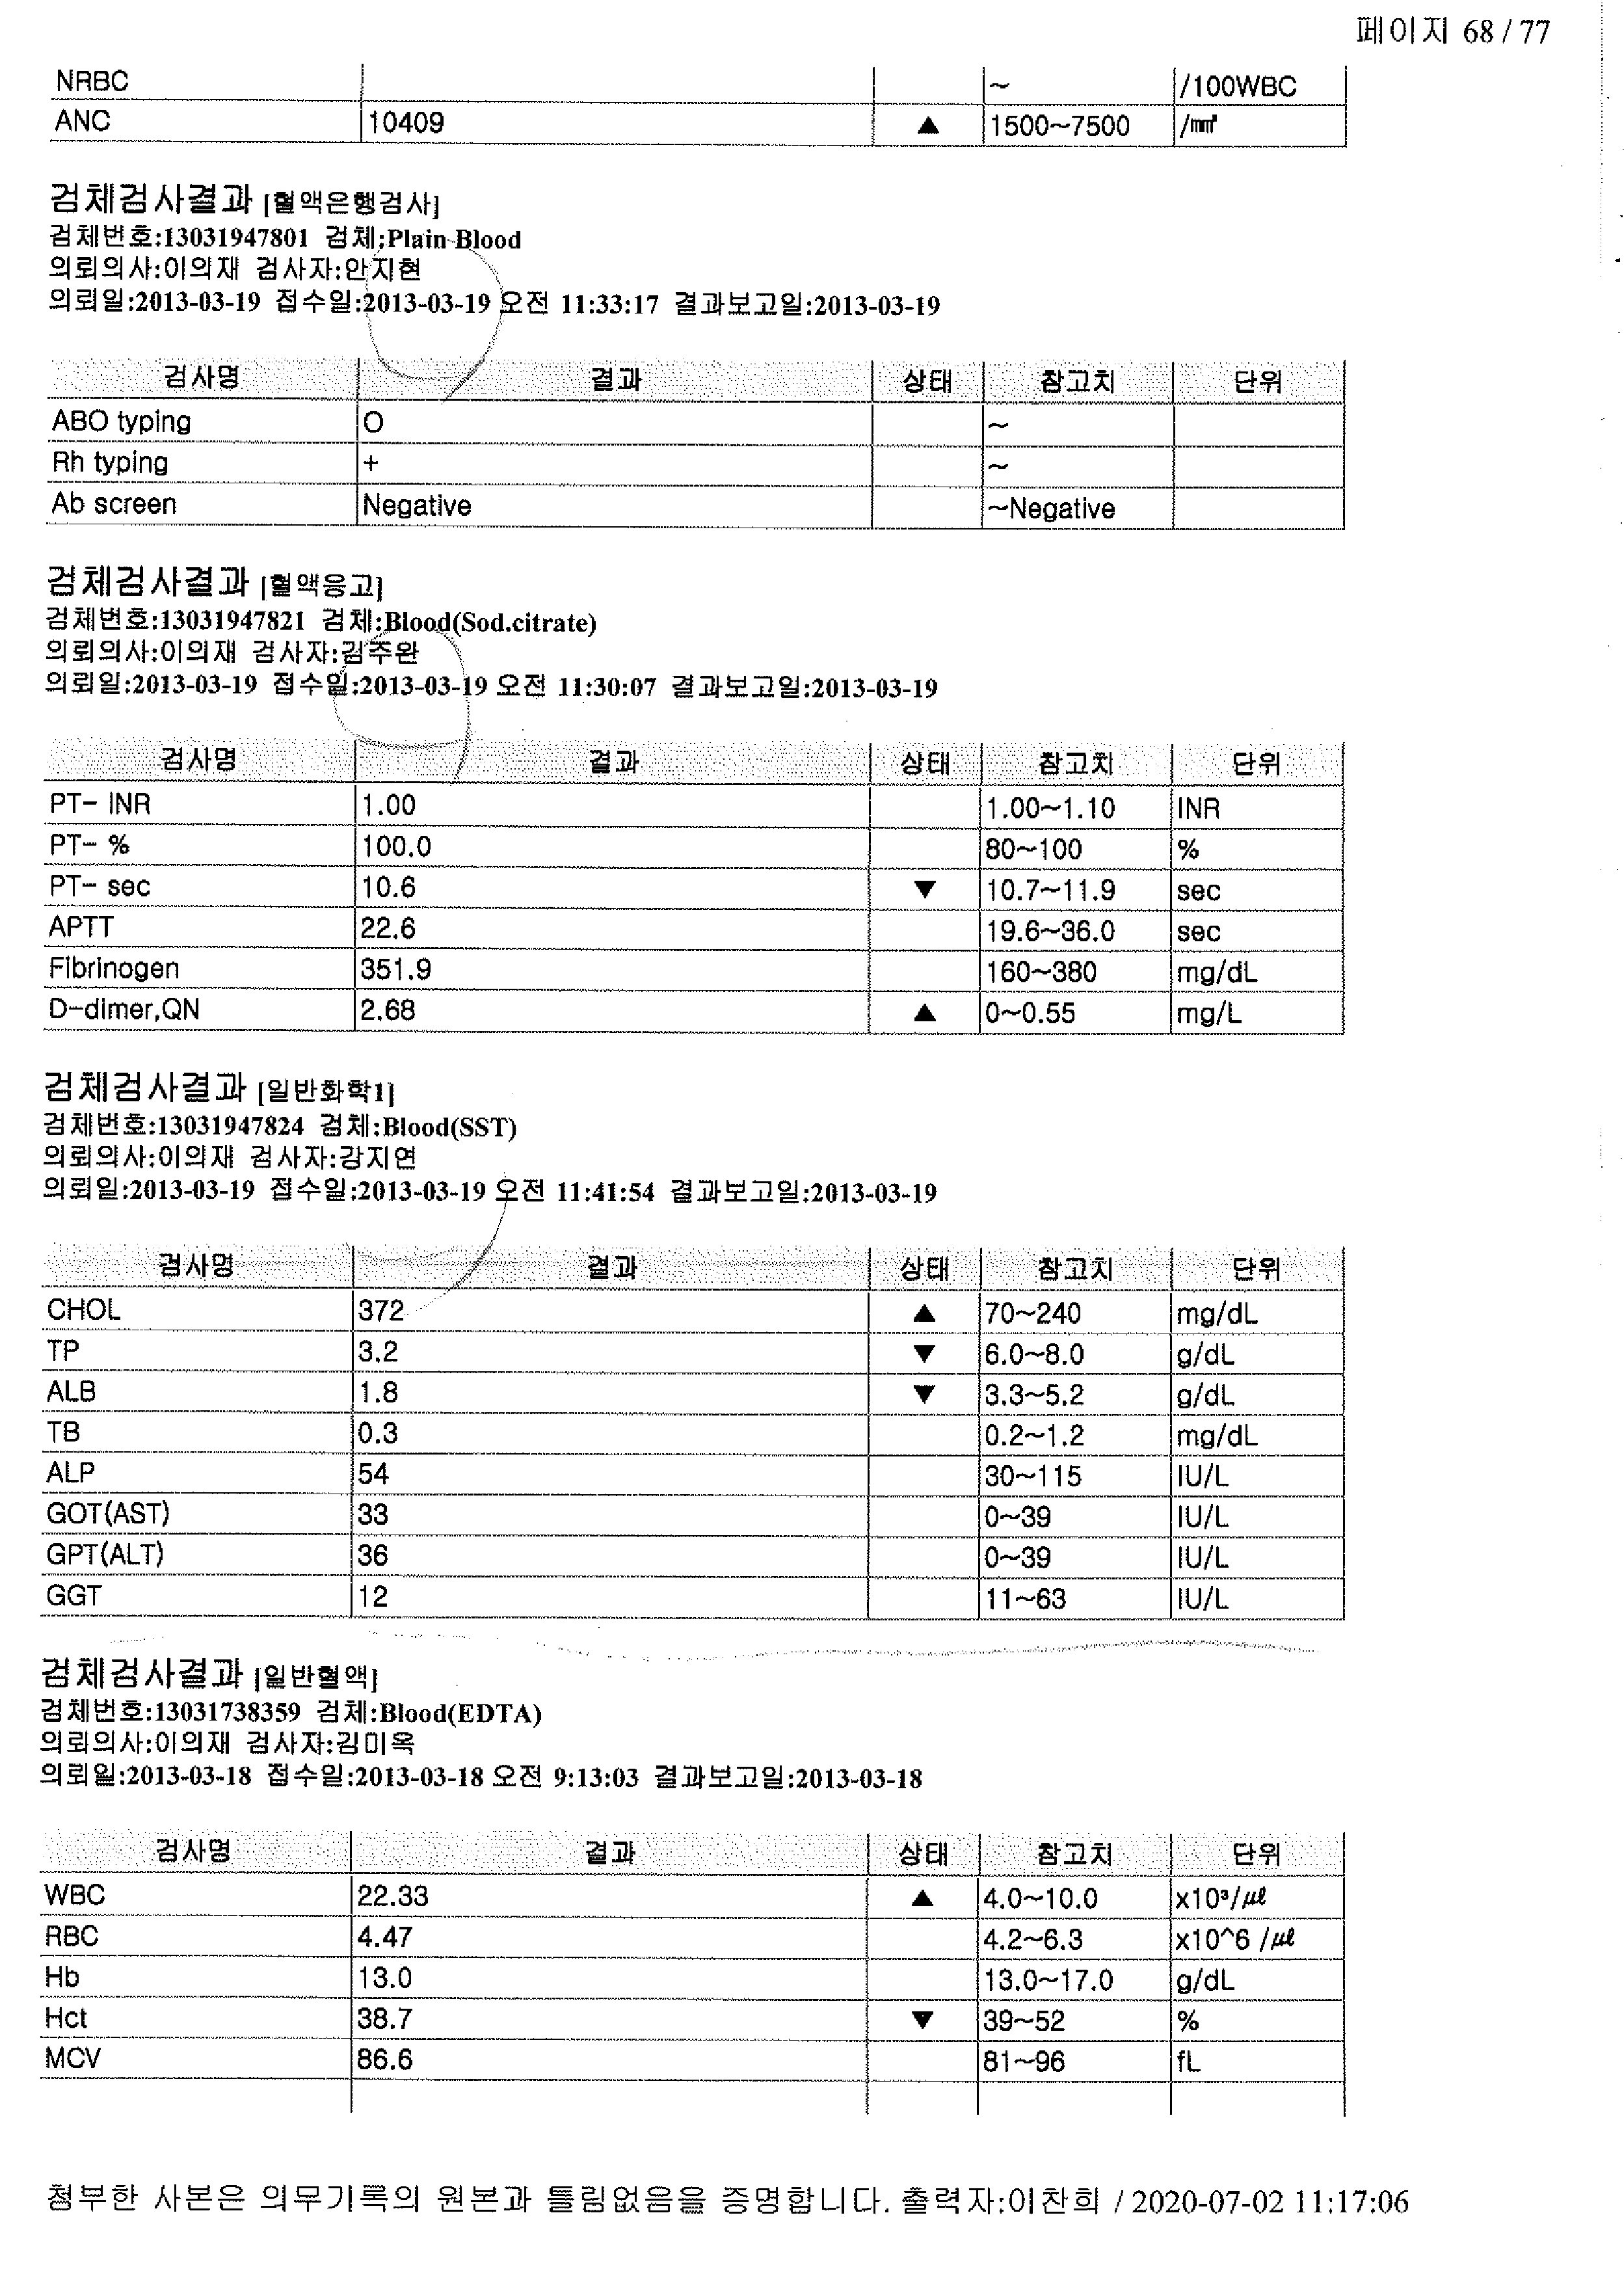 페이지 68 / 77
NRBC ~ /100WBC
ANC 10409 ▲ 1500~7500 /㎣
검체검사결과 [혈액은행검사]
검체번호:13031947801 검체:Plain Blood
의뢰의사:이의재 검사자:안지현
의뢰일:2013-03-19 접수일:2013-03-19 오전 11:33:17 결과보고일:2013-03-19
검사명 결과 상태 참고치 단위
ABO typing O ~
Rh typing + ~
Ab screen Negative ~Negative
검체검사결과 [혈액응고]
검체번호:13031947821 검체:Blood(Sod.citrate)
의뢰의사:이의재 검사자:김주완
의뢰일:2013-03-19 접수일:2013-03-19 오전 11:30:07 결과보고일:2013-03-19
검사명 결과 상태 참고치 단위
PT- INR 1.00 1.00~1.10 INR
PT- % 100.0 80~100 %
PT- sec 10.6 ▼ 10.7~11.9 sec
APTT 22.6 19.6~36.0 sec
Fibrinogen 351.9 160~380 mg/dL
D-dimer,QN 2.68 ▲ 0~0.55 mg/L
검체검사결과 [일반화학1]
검체번호:13031947824 검체:Blood(SST)
의뢰의사:이의재 검사자:강지연
의뢰일:2013-03-19 접수일:2013-03-19 오전 11:41:54 결과보고일:2013-03-19
검사명 결과 상태 참고치 단위
CHOL 372 ▲ 70~240 mg/dL
TP 3.2 ▼ 6.0~8.0 g/dL
ALB 1.8 ▼ 3.3~5.2 g/dL
TB 0.3 0.2~1.2 mg/dL
ALP 54 30~115 IU/L
GOT(AST) 33 0~39 IU/L
GPT(ALT) 36 0~39 IU/L
GGT 12 11~63 IU/L
검체검사결과 [일반혈액]
검체번호:13031738359 검체:Blood(EDTA)
의뢰의사:이의재 검사자:김미옥
의뢰일:2013-03-18 접수일:2013-03-18 오전 9:13:03 결과보고일:2013-03-18
검사명 결과 상태 참고치 단위
WBC 22.33 ▲ 4.0~10.0 x10³/㎕
RBC 4.47 4.2~6.3 x10^6 /㎕
Hb 13.0 13.0~17.0 g/dL
Hct 38.7 ▼ 39~52 %
MCV 86.6 81~96 fL
첨부한 사본은 의무기록의 원본과 틀림없음을 증명합니다. 출력자:이찬희 / 2020-07-02 11:17:06